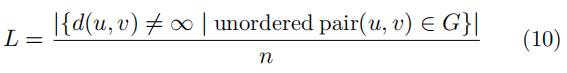 L = |{d(u, v) ≠ ∞ | unordered pair(u, v) ∈ G}| / n (10)